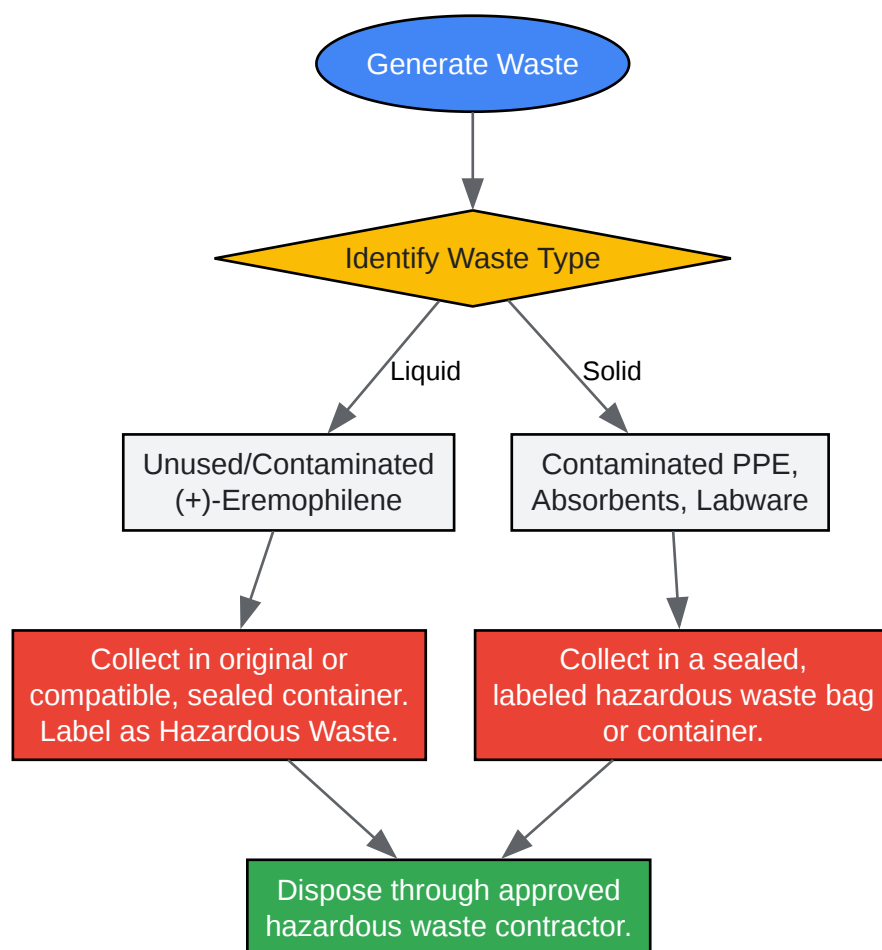 Generate Waste
Identify Waste Type
Liquid
Solid
Unused/Contaminated
(+)-Eremophilene
Contaminated PPE,
Absorbents, Labware
Collect in original or
compatible, sealed container.
Label as Hazardous Waste.
Collect in a sealed,
labeled hazardous waste bag
or container.
Dispose through approved
hazardous waste contractor.